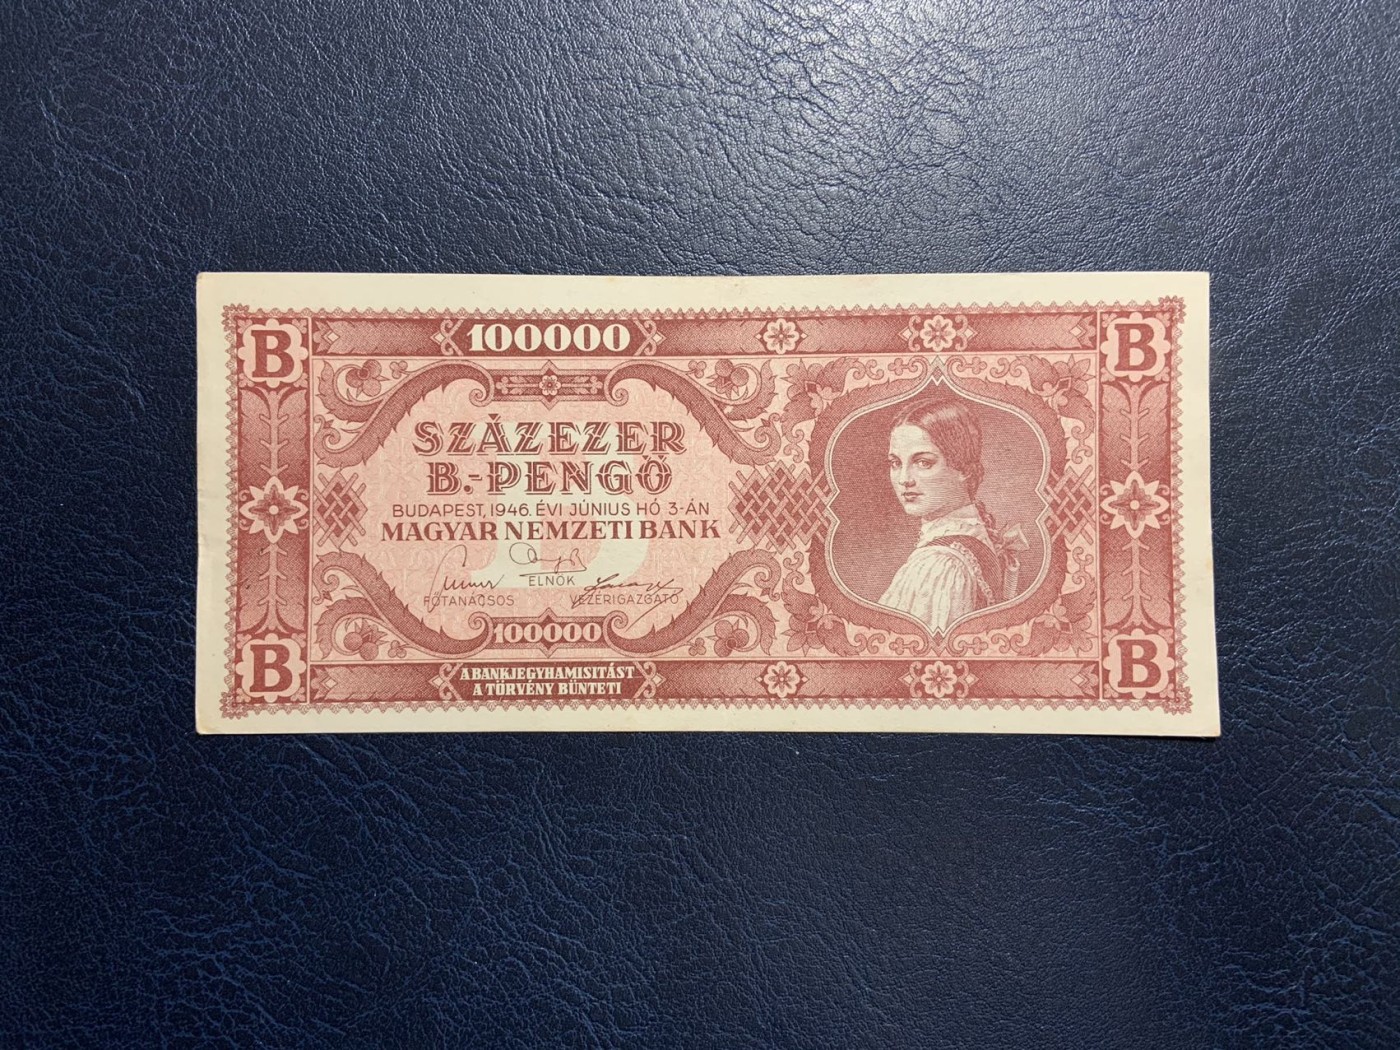 B 100000 B
SZÁZEZER
B.-PENGŐ
BUDAPEST, 1946. ÉVI JÚNIUS HÓ 3-ÁN
MAGYAR NEMZETI BANK
ELNÖK
FŐTANÁCSOS VEZÉRIGAZGATÓ
100000
B A BANKJEGYHAMISITÁST B
A TÖRVÉNY BÜNTETI